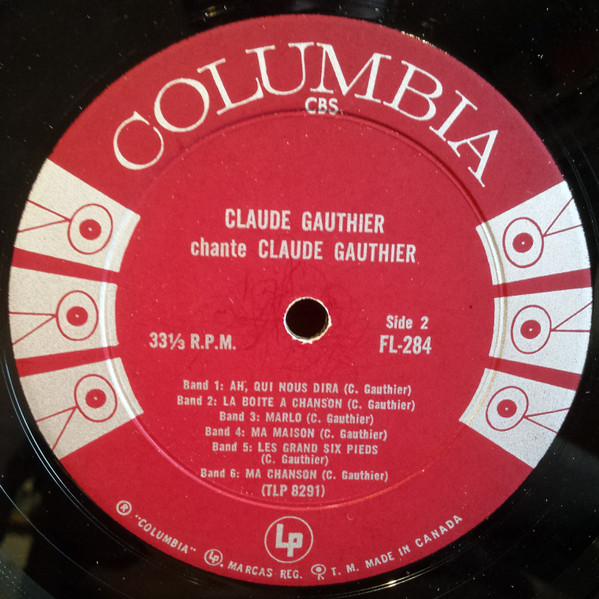 COLUMBIA
CBS
CLAUDE GAUTHIER
chante CLAUDE GAUTHIER
33⅓ R.P.M.
Side 2
FL-284
Band 1: AH, QUI NOUS DIRA (C. Gauthier)
Band 2: LA BOITE A CHANSON (C. Gauthier)
Band 3: MARLO (C. Gauthier)
Band 4: MA MAISON (C. Gauthier)
Band 5: LES GRAND SIX PIEDS
(C. Gauthier)
Band 6: MA CHANSON (C. Gauthier)
(TLP 8291)
Lp
® "COLUMBIA" Lp, MARCAS REG. T. M. MADE IN CANADA